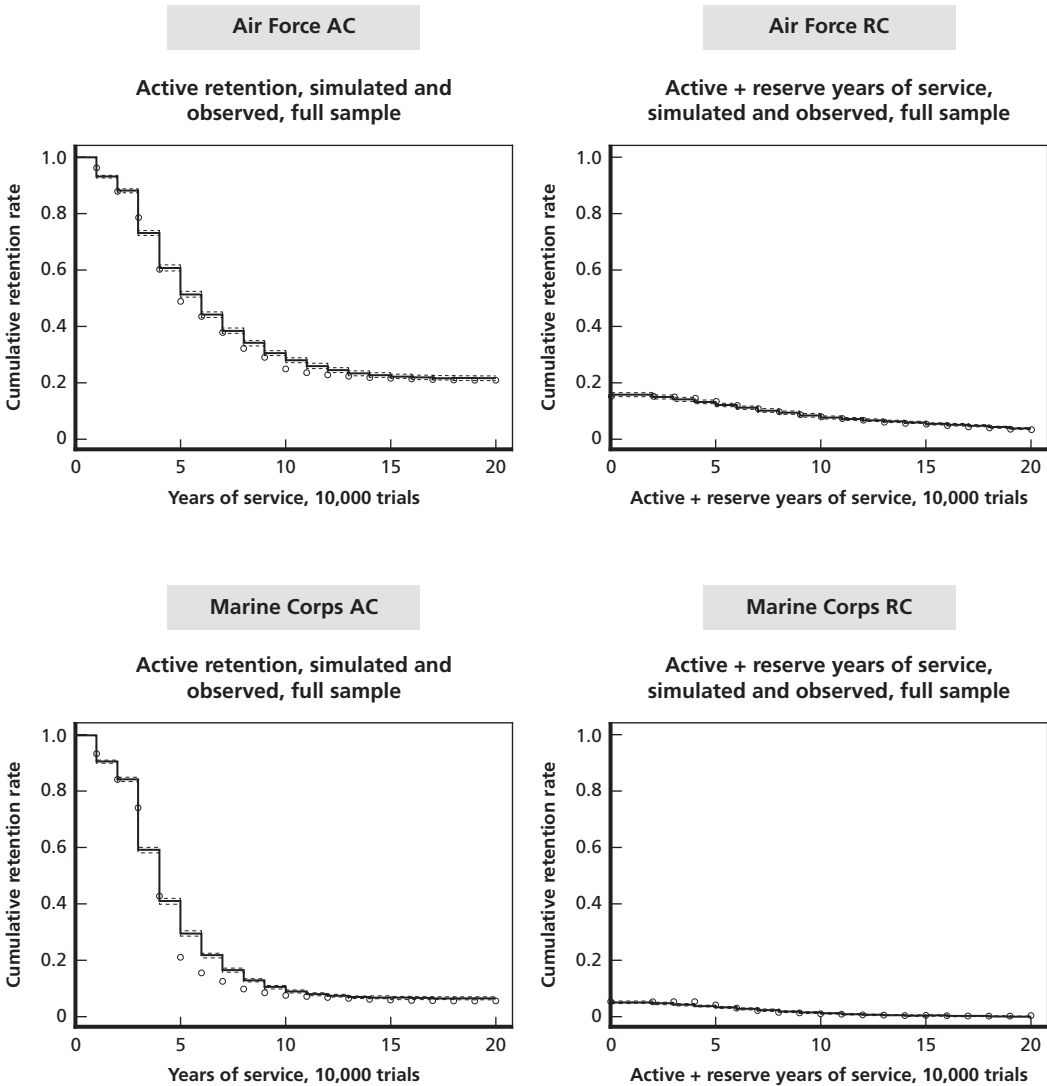 Air Force AC
Active retention, simulated and
observed, full sample
Cumulative retention rate
1.0
0.8
0.6
0.4
0.2
0
0 5 10 15 20
Years of service, 10,000 trials
Air Force RC
Active + reserve years of service,
simulated and observed, full sample
Cumulative retention rate
1.0
0.8
0.6
0.4
0.2
0
0 5 10 15 20
Active + reserve years of service, 10,000 trials
Marine Corps AC
Active retention, simulated and
observed, full sample
Cumulative retention rate
1.0
0.8
0.6
0.4
0.2
0
0 5 10 15 20
Years of service, 10,000 trials
Marine Corps RC
Active + reserve years of service,
simulated and observed, full sample
Cumulative retention rate
1.0
0.8
0.6
0.4
0.2
0
0 5 10 15 20
Active + reserve years of service, 10,000 trials